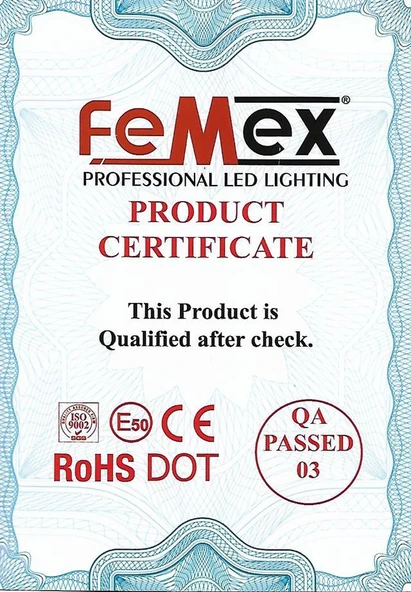 FeMex®
PROFESSIONAL LED LIGHTING
PRODUCT
CERTIFICATE
This Product is
Qualified after check.
ISO
9002
SGS
E50 CE
RoHS DOT
QA
PASSED
03